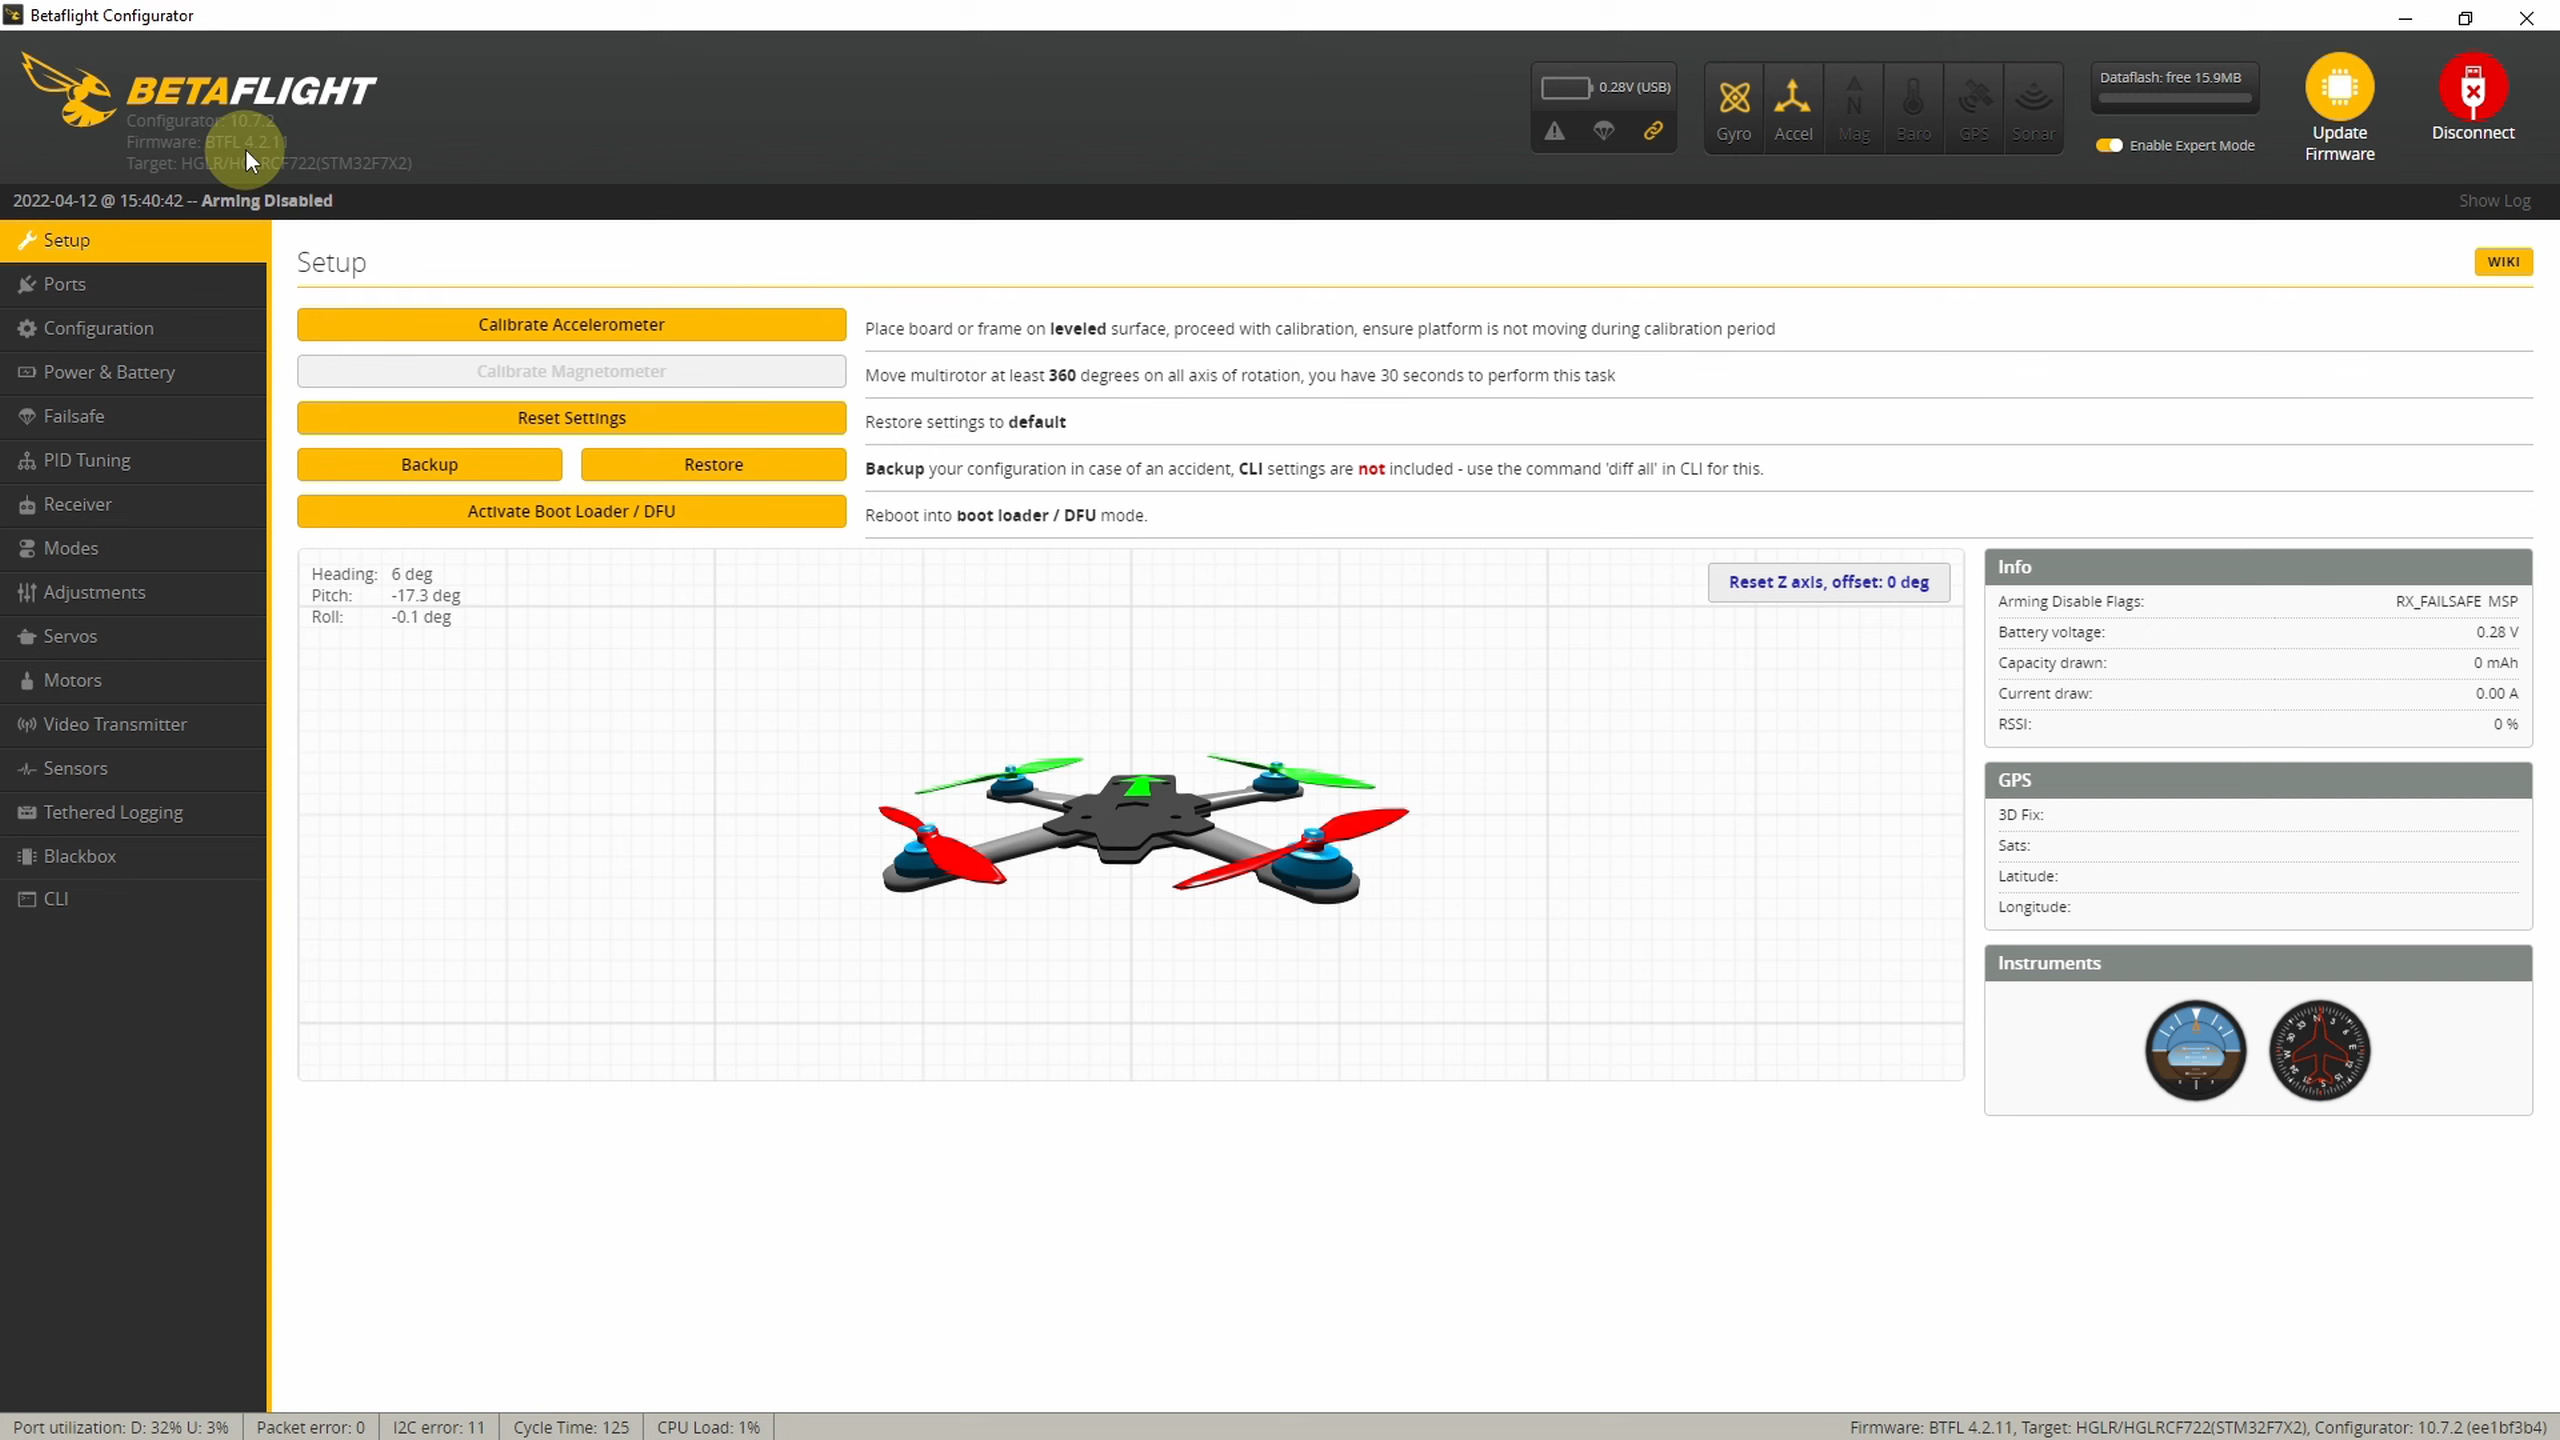 Betaflight Configurator
BETAFLIGHT
Configurator: 10.7.2
Firmware: BTFL 4.2.11
Target: HGLR/HGLRCF722(STM32F7X2)
0.28V (USB)
Gyro
Accel
Mag
Baro
GPS
Sonar
Dataflash: free 15.9MB
Enable Expert Mode
Update
Firmware
Disconnect
2022-04-12 @ 15:40:42 -- Arming Disabled
Show Log
Setup
Ports
Configuration
Power & Battery
Failsafe
PID Tuning
Receiver
Modes
Adjustments
Servos
Motors
Video Transmitter
Sensors
Tethered Logging
Blackbox
CLI
Setup
WIKI
Calibrate Accelerometer
Place board or frame on leveled surface, proceed with calibration, ensure platform is not moving during calibration period
Calibrate Magnetometer
Move multirotor at least 360 degrees on all axis of rotation, you have 30 seconds to perform this task
Reset Settings
Restore settings to default
Backup
Restore
Backup your configuration in case of an accident, CLI settings are not included - use the command 'diff all' in CLI for this.
Activate Boot Loader / DFU
Reboot into boot loader / DFU mode.
Heading: 6 deg
Pitch: -17.3 deg
Roll: -0.1 deg
Reset Z axis, offset: 0 deg
Info
Arming Disable Flags: RX_FAILSAFE MSP
Battery voltage: 0.28 V
Capacity drawn: 0 mAh
Current draw: 0.00 A
RSSI: 0 %
GPS
3D Fix:
Sats:
Latitude:
Longitude:
Instruments
Port utilization: D: 32% U: 3%
Packet error: 0
I2C error: 11
Cycle Time: 125
CPU Load: 1%
Firmware: BTFL 4.2.11, Target: HGLR/HGLRCF722(STM32F7X2), Configurator: 10.7.2 (ee1bf3b4)